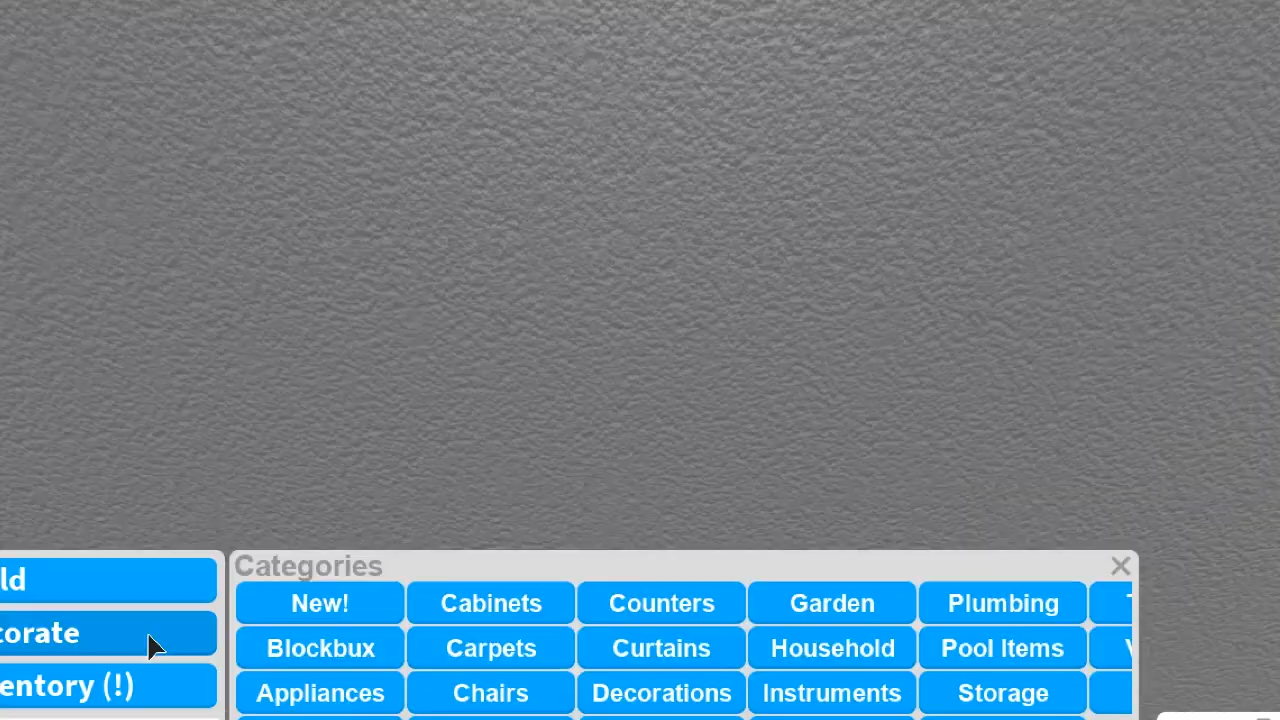 ld
Categories
New! Cabinets Counters Garden Plumbing
corate
Blockbux Carpets Curtains Household Pool Items
entory (!)
Appliances Chairs Decorations Instruments Storage